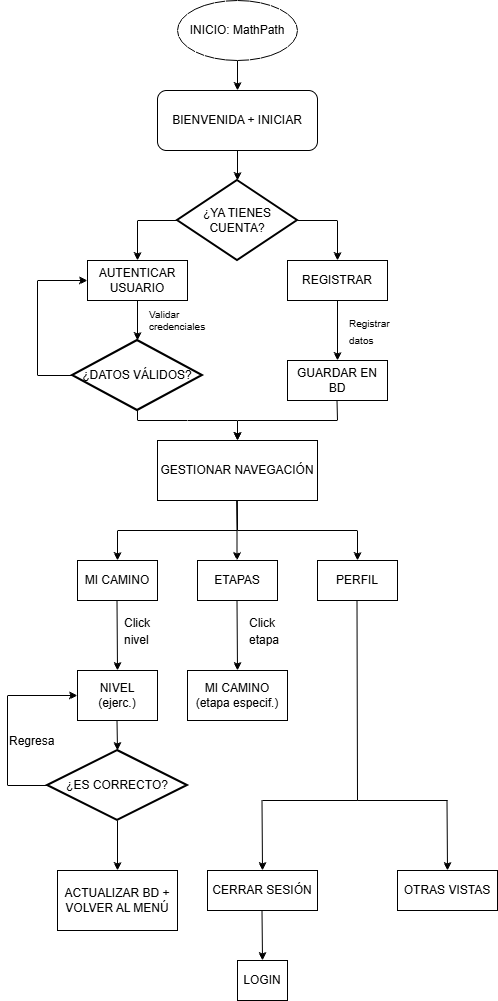 INICIO: MathPath
BIENVENIDA + INICIAR
¿YA TIENES
CUENTA?
AUTENTICAR
USUARIO
REGISTRAR
Validar
credenciales
Registrar
datos
¿DATOS VÁLIDOS?
GUARDAR EN
BD
GESTIONAR NAVEGACIÓN
MI CAMINO
ETAPAS
PERFIL
Click
nivel
Click
etapa
NIVEL
(ejerc.)
MI CAMINO
(etapa especif.)
Regresa
¿ES CORRECTO?
ACTUALIZAR BD +
VOLVER AL MENÚ
CERRAR SESIÓN
OTRAS VISTAS
LOGIN